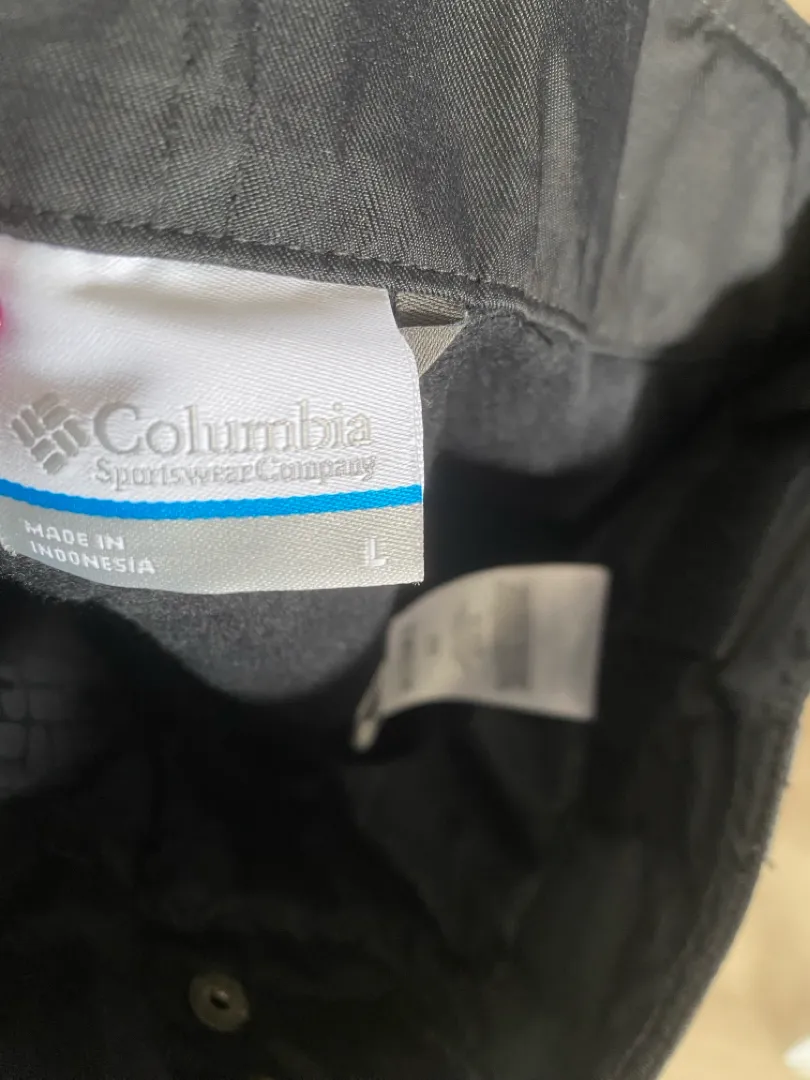 Columbia
Sportswear Company
MADE IN
INDONESIA
L